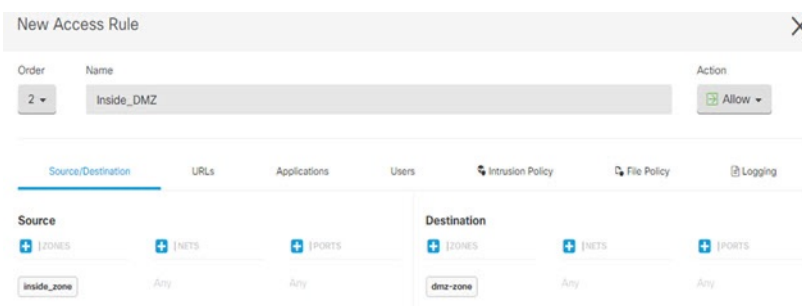 New Access Rule
Order Name Action
2 Inside_DMZ Allow
Source/Destination URLs Applications Users Intrusion Policy File Policy Logging
Source Destination
ZONES NETS PORTS ZONES NETS PORTS
inside_zone Any Any dmz-zone Any Any